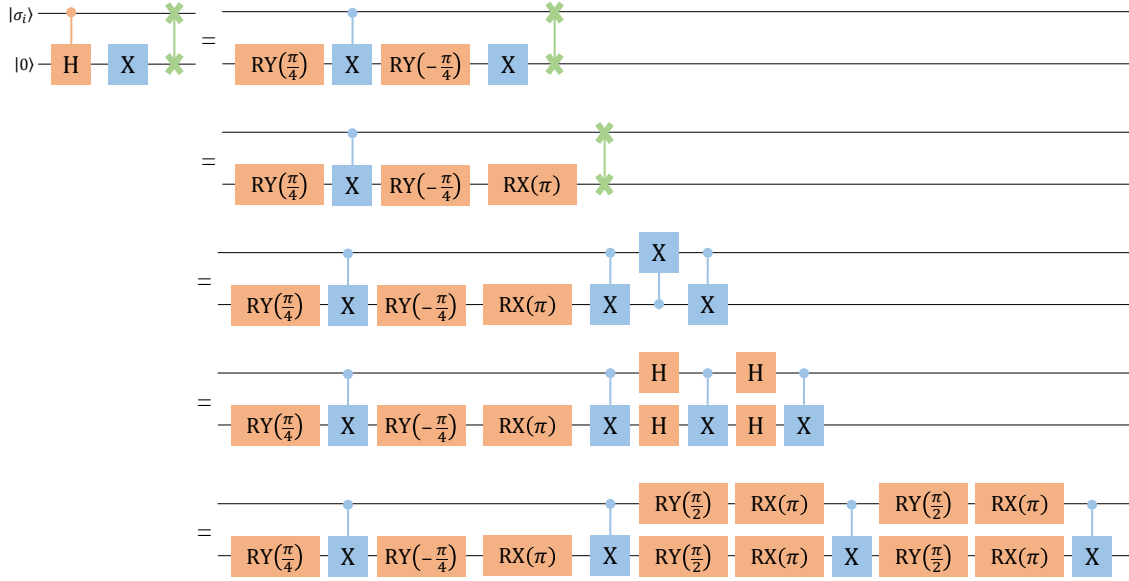 |σᵢ⟩ =
|0⟩ H X RY(π/4) X RY(−π/4) X
=
RY(π/4) X RY(−π/4) RX(π)
X
=
RY(π/4) X RY(−π/4) RX(π) X X
H H
=
RY(π/4) X RY(−π/4) RX(π) X H X H X
RY(π/2) RX(π) RY(π/2) RX(π)
=
RY(π/4) X RY(−π/4) RX(π) X RY(π/2) RX(π) X RY(π/2) RX(π) X